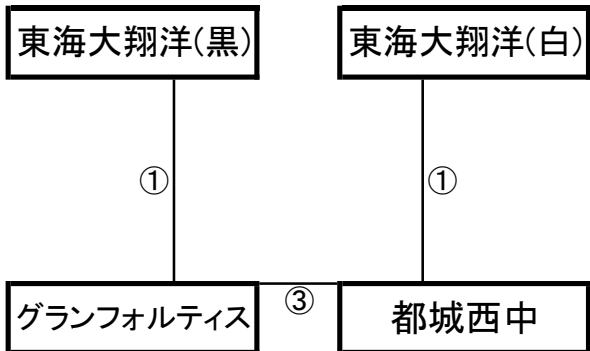 東海大翔洋(黒)
東海大翔洋(白)
①
①
グランフォルティス
③
都城西中